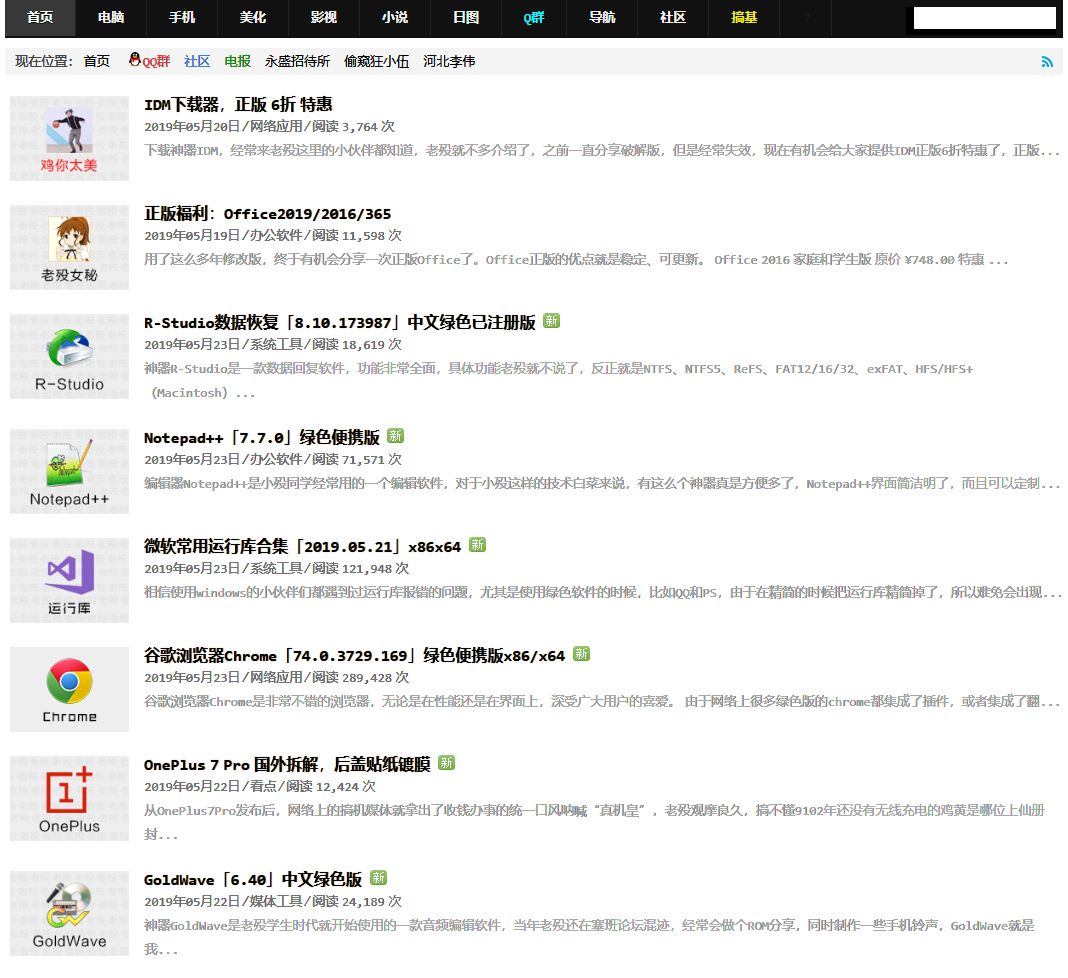 首页 电脑 手机 美化 影视 小说 日图 Q群 导航 社区 搞基
现在位置： 首页 QQ群 社区 电报 永盛招待所 偷窥狂小伍 河北李伟
鸡你太美
IDM下载器，正版 6折 特惠
2019年05月20日/网络应用/阅读 3,764 次
下载神器IDM，经常来老殁这里的小伙伴都知道，老殁就不多介绍了，之前一直分享破解版，但是经常失效，现在有机会给大家提供IDM正版6折特惠了，正版...
老殁女秘
正版福利：Office2019/2016/365
2019年05月19日/办公软件/阅读 11,598 次
用了这么多年修改版，终于有机会分享一次正版Office了。Office正版的优点就是稳定、可更新。 Office 2016 家庭和学生版 原价 ¥748.00 特惠 ...
R-Studio
R-Studio数据恢复「8.10.173987」中文绿色已注册版 新
2019年05月23日/系统工具/阅读 18,619 次
神器R-Studio是一款数据回复软件，功能非常全面，具体功能老殁就不说了，反正就是NTFS、NTFS5、ReFS、FAT12/16/32、exFAT、HFS/HFS+
（Macintosh）...
Notepad++
Notepad++「7.7.0」绿色便携版 新
2019年05月23日/办公软件/阅读 71,571 次
编辑器Notepad++是小殁同学经常用的一个编辑软件，对于小殁这样的技术白菜来说，有这么个神器真是方便多了，Notepad++界面简洁明了，而且可以定制...
运行库
微软常用运行库合集「2019.05.21」x86x64 新
2019年05月23日/系统工具/阅读 121,948 次
相信使用windows的小伙伴们都遇到过运行库报错的问题，尤其是使用绿色软件的时候，比如QQ和PS，由于在精简的时候把运行库精简掉了，所以难免会出现...
Chrome
谷歌浏览器Chrome「74.0.3729.169」绿色便携版x86/x64 新
2019年05月23日/网络应用/阅读 289,428 次
谷歌浏览器Chrome是非常不错的浏览器，无论是在性能还是在界面上，深受广大用户的喜爱。 由于网络上很多绿色版的chrome都集成了插件，或者集成了翻...
OnePlus
OnePlus 7 Pro 国外拆解，后盖贴纸镀膜 新
2019年05月22日/看点/阅读 12,424 次
从OnePlus7Pro发布后，网络上的搞机媒体就拿出了收钱办事的统一口风呐喊“真机皇”，老殁观摩良久，搞不懂9102年还没有无线充电的鸡黄是哪位上仙册
封...
GoldWave
GoldWave「6.40」中文绿色版 新
2019年05月22日/媒体工具/阅读 24,189 次
神器GoldWave是老殁学生时代就开始使用的一款音频编辑软件，当年老殁还在塞班论坛混迹，经常会做个ROM分享，同时制作一些手机铃声，GoldWave就是
我...